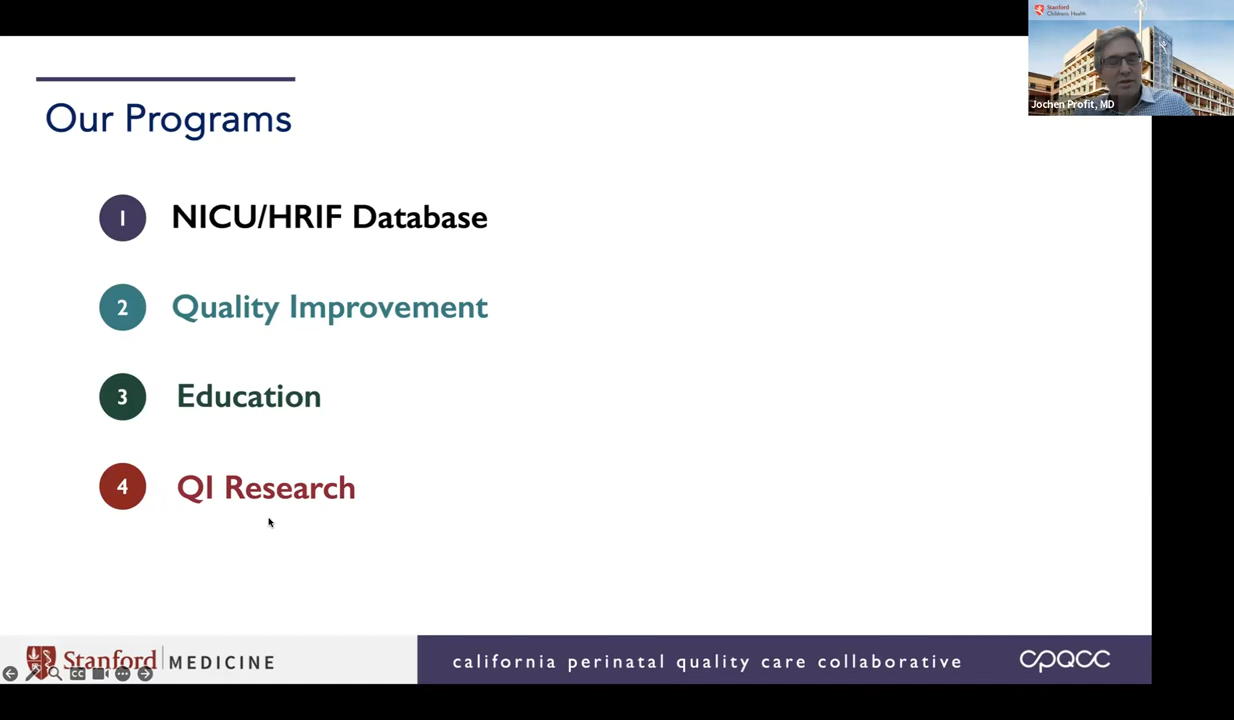 Stanford
Children's Health
Jochen Profit, MD
Our Programs
1 NICU/HRIF Database
2 Quality Improvement
3 Education
4 QI Research
Stanford MEDICINE
CC
california perinatal quality care collaborative
cpqcc